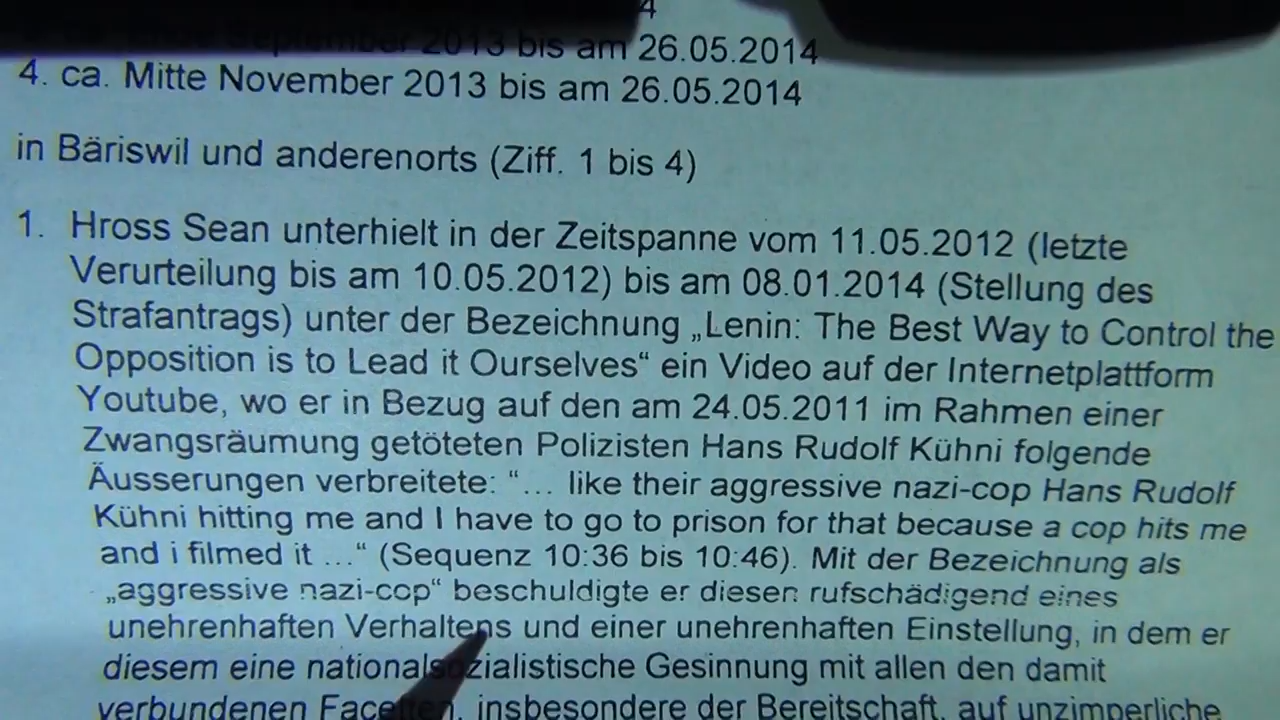 4
September 2013 bis am 26.05.2014
4. ca. Mitte November 2013 bis am 26.05.2014
in Bäriswil und anderenorts (Ziff. 1 bis 4)
1. Hross Sean unterhielt in der Zeitspanne vom 11.05.2012 (letzte
Verurteilung bis am 10.05.2012) bis am 08.01.2014 (Stellung des
Strafantrags) unter der Bezeichnung „Lenin: The Best Way to Control the
Opposition is to Lead it Ourselves“ ein Video auf der Internetplattform
Youtube, wo er in Bezug auf den am 24.05.2011 im Rahmen einer
Zwangsräumung getöteten Polizisten Hans Rudolf Kühni folgende
Äusserungen verbreitete: “... like their aggressive nazi-cop Hans Rudolf
Kühni hitting me and I have to go to prison for that because a cop hits me
and i filmed it ...“ (Sequenz 10:36 bis 10:46). Mit der Bezeichnung als
„aggressive nazi-cop“ beschuldigte er diesen rufschädigend eines
unehrenhaften Verhaltens und einer unehrenhaften Einstellung, in dem er
diesem eine nationalsozialistische Gesinnung mit allen den damit
verbundenen Facetten, insbesondere der Bereitschaft, auf unzimperliche